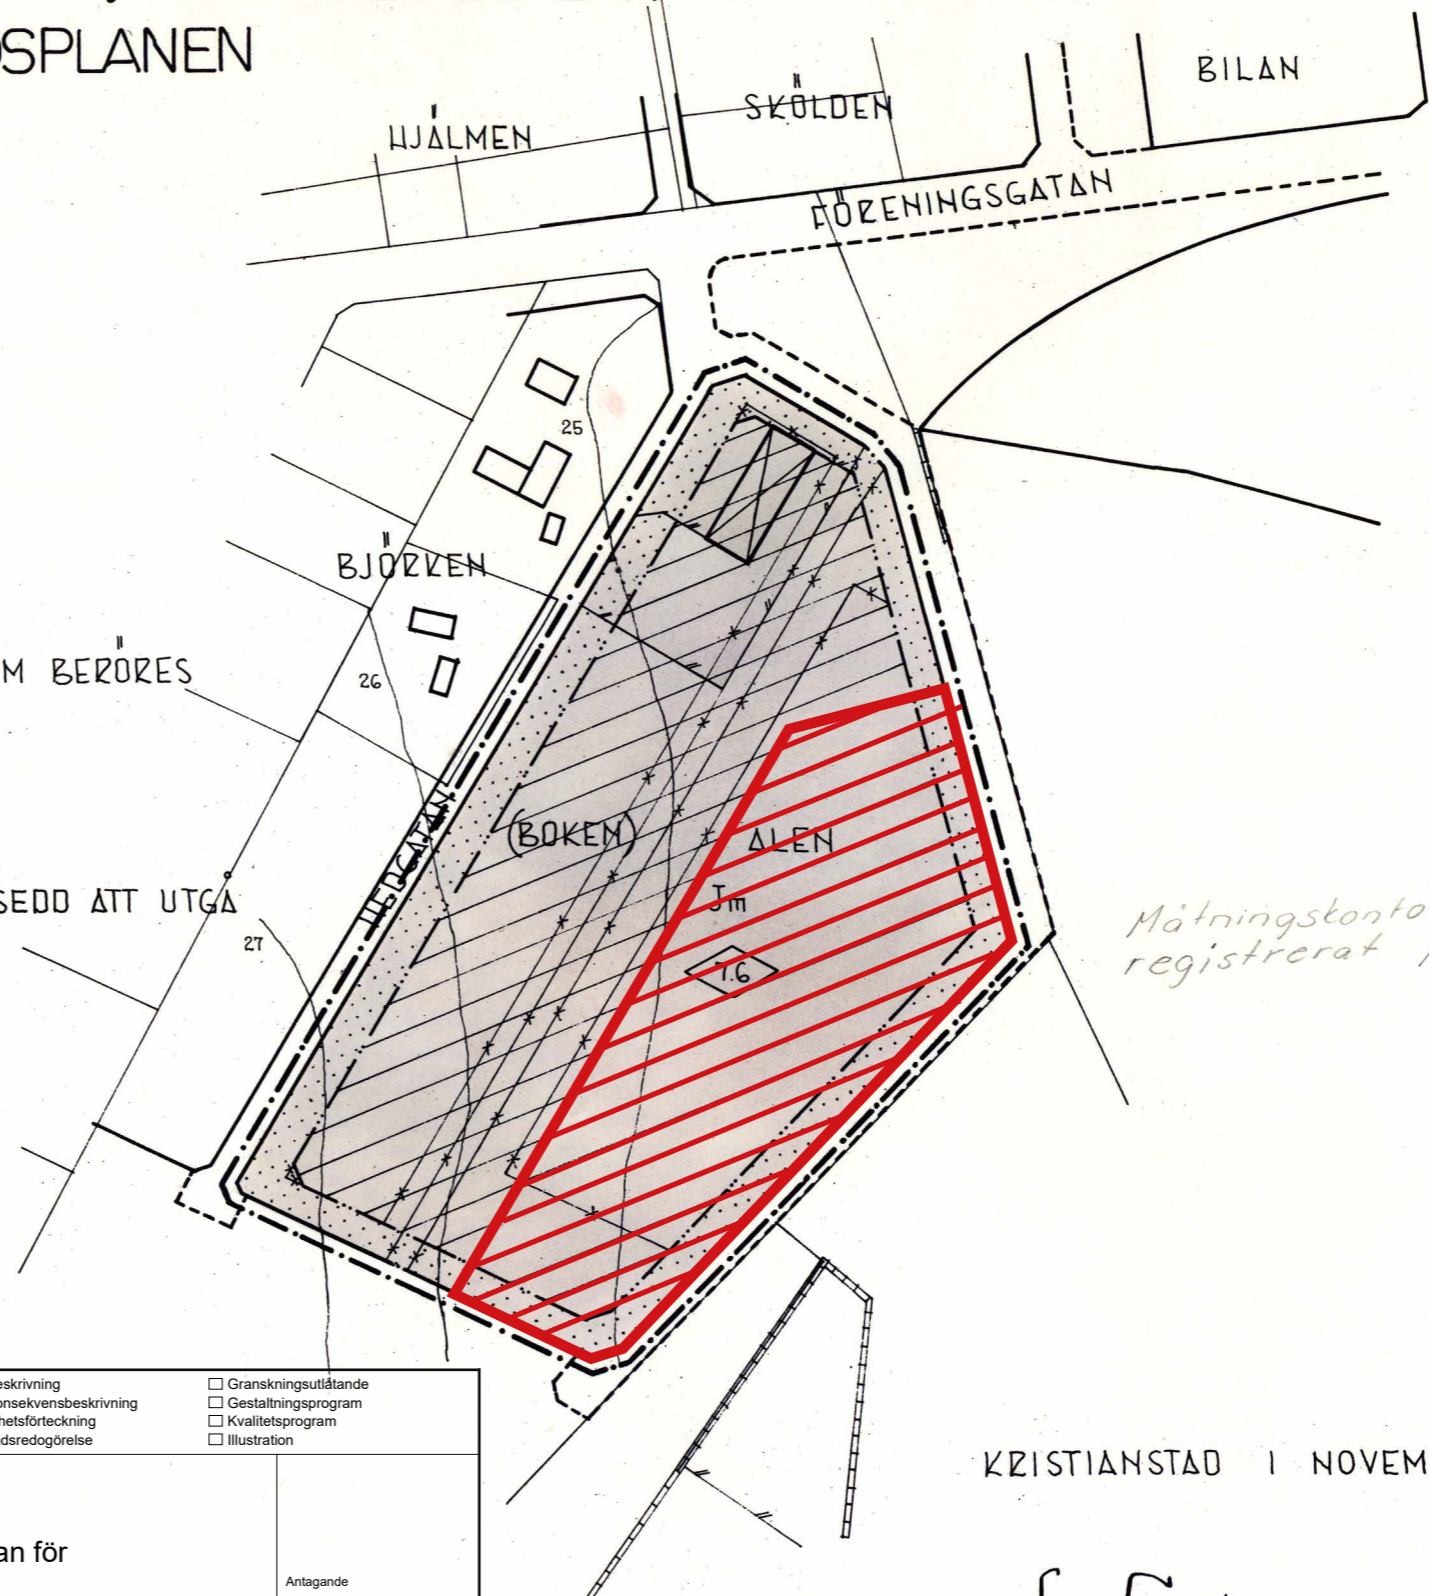 SPLANEN
BILAN
SKÖLDEN
HJÄLMEN
FÖRENINGSGATAN
25
BJÖRKEN
M BERÖRES
26
HEDGATAN
(BOKEN) ALEN
Jm
SEDD ATT UTGÅ
27
7.6
Mätningskonto
registrerat
eskrivning
Granskningsutlåtande
onsekvensbeskrivning
Gestaltningsprogram
hetsförteckning
Kvalitetsprogram
dsredogörelse
Illustration
KRISTIANSTAD I NOVEM
an för
Antagande